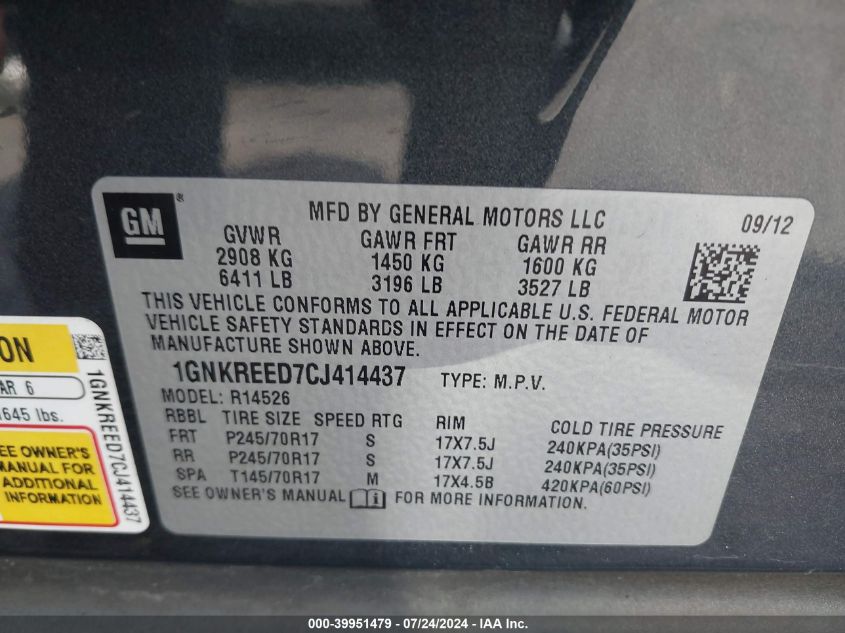 GM ®
MFD BY GENERAL MOTORS LLC
09/12
GVWR GAWR FRT GAWR RR
2908 KG 1450 KG 1600 KG
6411 LB 3196 LB 3527 LB
THIS VEHICLE CONFORMS TO ALL APPLICABLE U.S. FEDERAL MOTOR
VEHICLE SAFETY STANDARDS IN EFFECT ON THE DATE OF
MANUFACTURE SHOWN ABOVE.
1GNKREED7CJ414437 TYPE: M.P.V.
MODEL: R14526
RBBL TIRE SIZE SPEED RTG RIM COLD TIRE PRESSURE
FRT P245/70R17 S 17X7.5J 240KPA(35PSI)
RR P245/70R17 S 17X7.5J 240KPA(35PSI)
SPA T145/70R17 M 17X4.5B 420KPA(60PSI)
SEE OWNER'S MANUAL i FOR MORE INFORMATION.
ON
AR 6
645 lbs.
EE OWNER'S
MANUAL FOR
ADDITIONAL
INFORMATION
1GNKREED7CJ414437
000-39951479 / 07/24/2024 - IAA Inc.